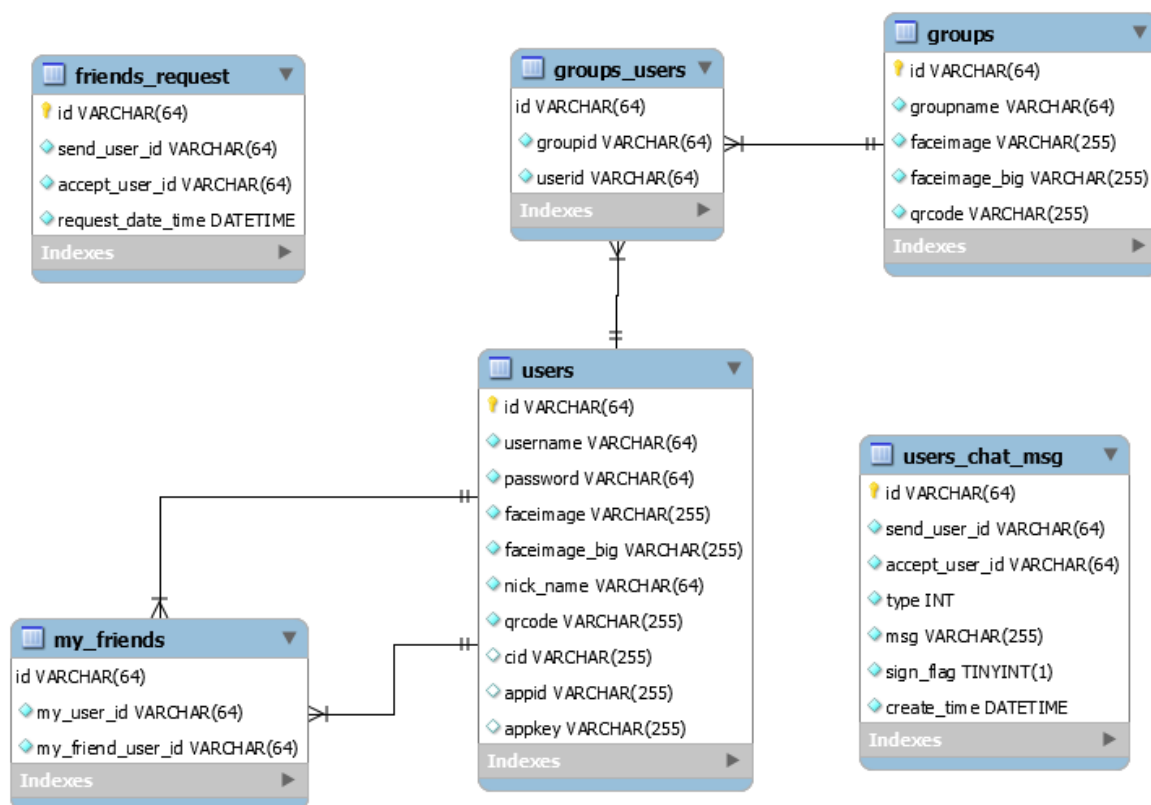 friends_request
id VARCHAR(64)
send_user_id VARCHAR(64)
accept_user_id VARCHAR(64)
request_date_time DATETIME
Indexes
groups_users
id VARCHAR(64)
groupid VARCHAR(64)
userid VARCHAR(64)
Indexes
groups
id VARCHAR(64)
groupname VARCHAR(64)
faceimage VARCHAR(255)
faceimage_big VARCHAR(255)
qrcode VARCHAR(255)
Indexes
users
id VARCHAR(64)
username VARCHAR(64)
password VARCHAR(64)
faceimage VARCHAR(255)
faceimage_big VARCHAR(255)
nick_name VARCHAR(64)
qrcode VARCHAR(255)
cid VARCHAR(255)
appid VARCHAR(255)
appkey VARCHAR(255)
Indexes
users_chat_msg
id VARCHAR(64)
send_user_id VARCHAR(64)
accept_user_id VARCHAR(64)
type INT
msg VARCHAR(255)
sign_flag TINYINT(1)
create_time DATETIME
Indexes
my_friends
id VARCHAR(64)
my_user_id VARCHAR(64)
my_friend_user_id VARCHAR(64)
Indexes